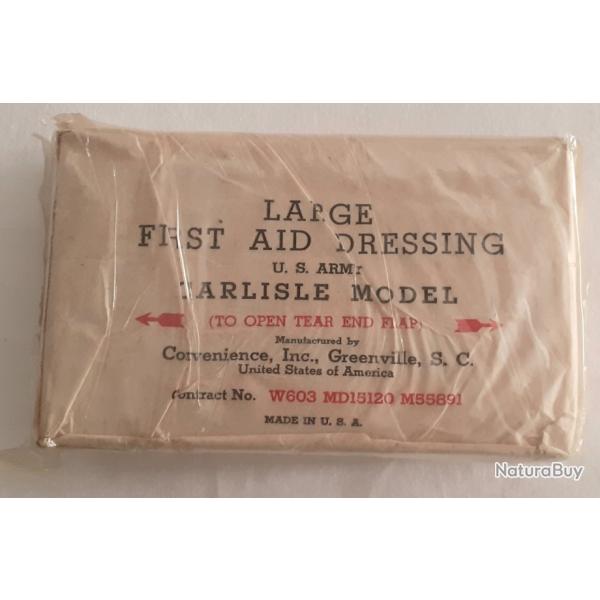 LARGE
FIRST AID DRESSING
U. S. ARMY
CARLISLE MODEL
(TO OPEN TEAR END FLAP)
Manufactured by
Convenience, Inc., Greenville, S. C.
United States of America
Contract No. W603 MD15120 M55891
MADE IN U. S. A.
NaturaBuy